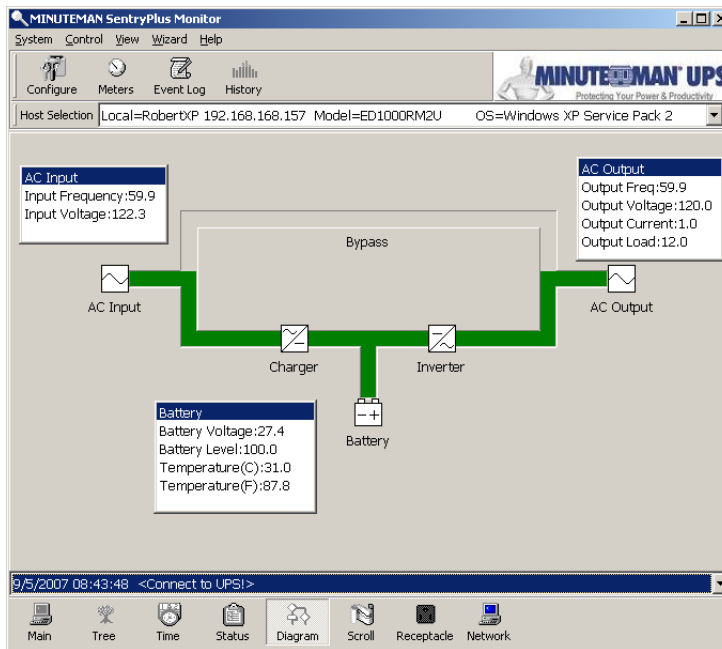 MINUTEMAN SentryPlus Monitor
System Control View Wizard Help
Configure Meters Event Log History
MINUTEMAN UPS
Protecting Your Power & Productivity
Host Selection Local=RobertXP 192.168.168.157 Model=ED1000RM2U OS=Windows XP Service Pack 2
AC Input
Input Frequency:59.9
Input Voltage:122.3
AC Output
Output Freq:59.9
Output Voltage:120.0
Output Current:1.0
Output Load:12.0
Bypass
AC Input
AC Output
Charger
Inverter
Battery
Battery Voltage:27.4
Battery Level:100.0
Temperature(C):31.0
Temperature(F):87.8
Battery
9/5/2007 08:43:48 <Connect to UPS!>
Main Tree Time Status Diagram Scroll Receptacle Network